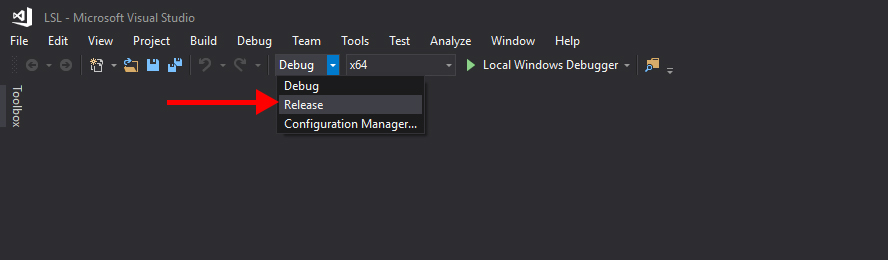 LSL - Microsoft Visual Studio
File Edit View Project Build Debug Team Tools Test Analyze Window Help
Debug x64 Local Windows Debugger
Toolbox
Debug
Release
Configuration Manager...